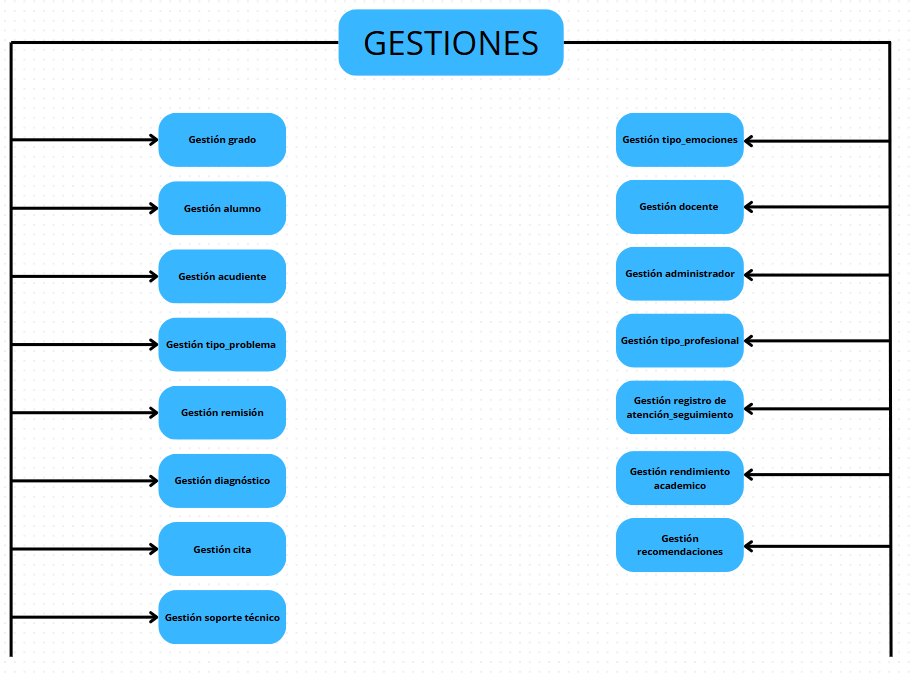 GESTIONES
Gestión grado
Gestión alumno
Gestión acudiente
Gestión tipo_problema
Gestión remisión
Gestión diagnóstico
Gestión cita
Gestión soporte técnico
Gestión tipo_emociones
Gestión docente
Gestión administrador
Gestión tipo_profesional
Gestión registro de
atención_seguimiento
Gestión rendimiento
academico
Gestión
recomendaciones